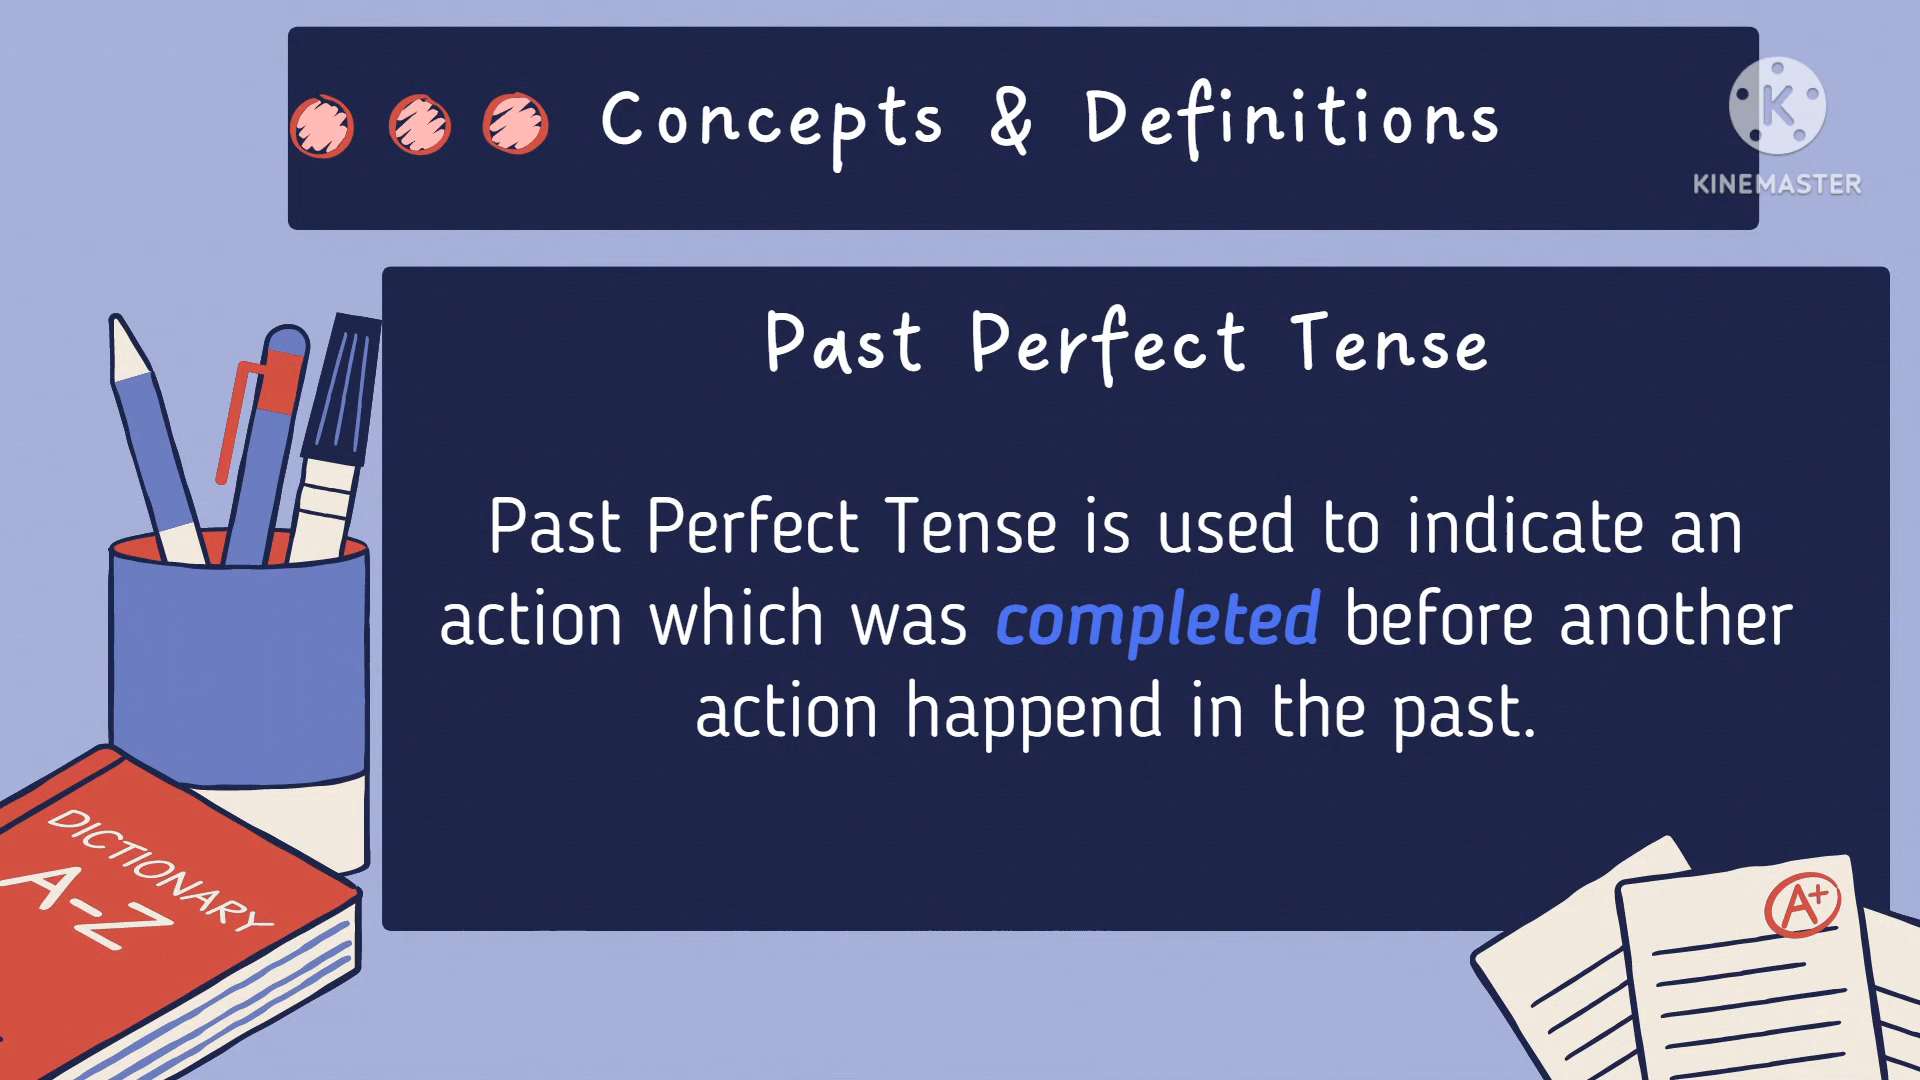 Concepts & Definitions
K
KINEMASTER
Past Perfect Tense
Past Perfect Tense is used to indicate an
action which was completed before another
action happend in the past.
DICTIONARY
A-Z
A+